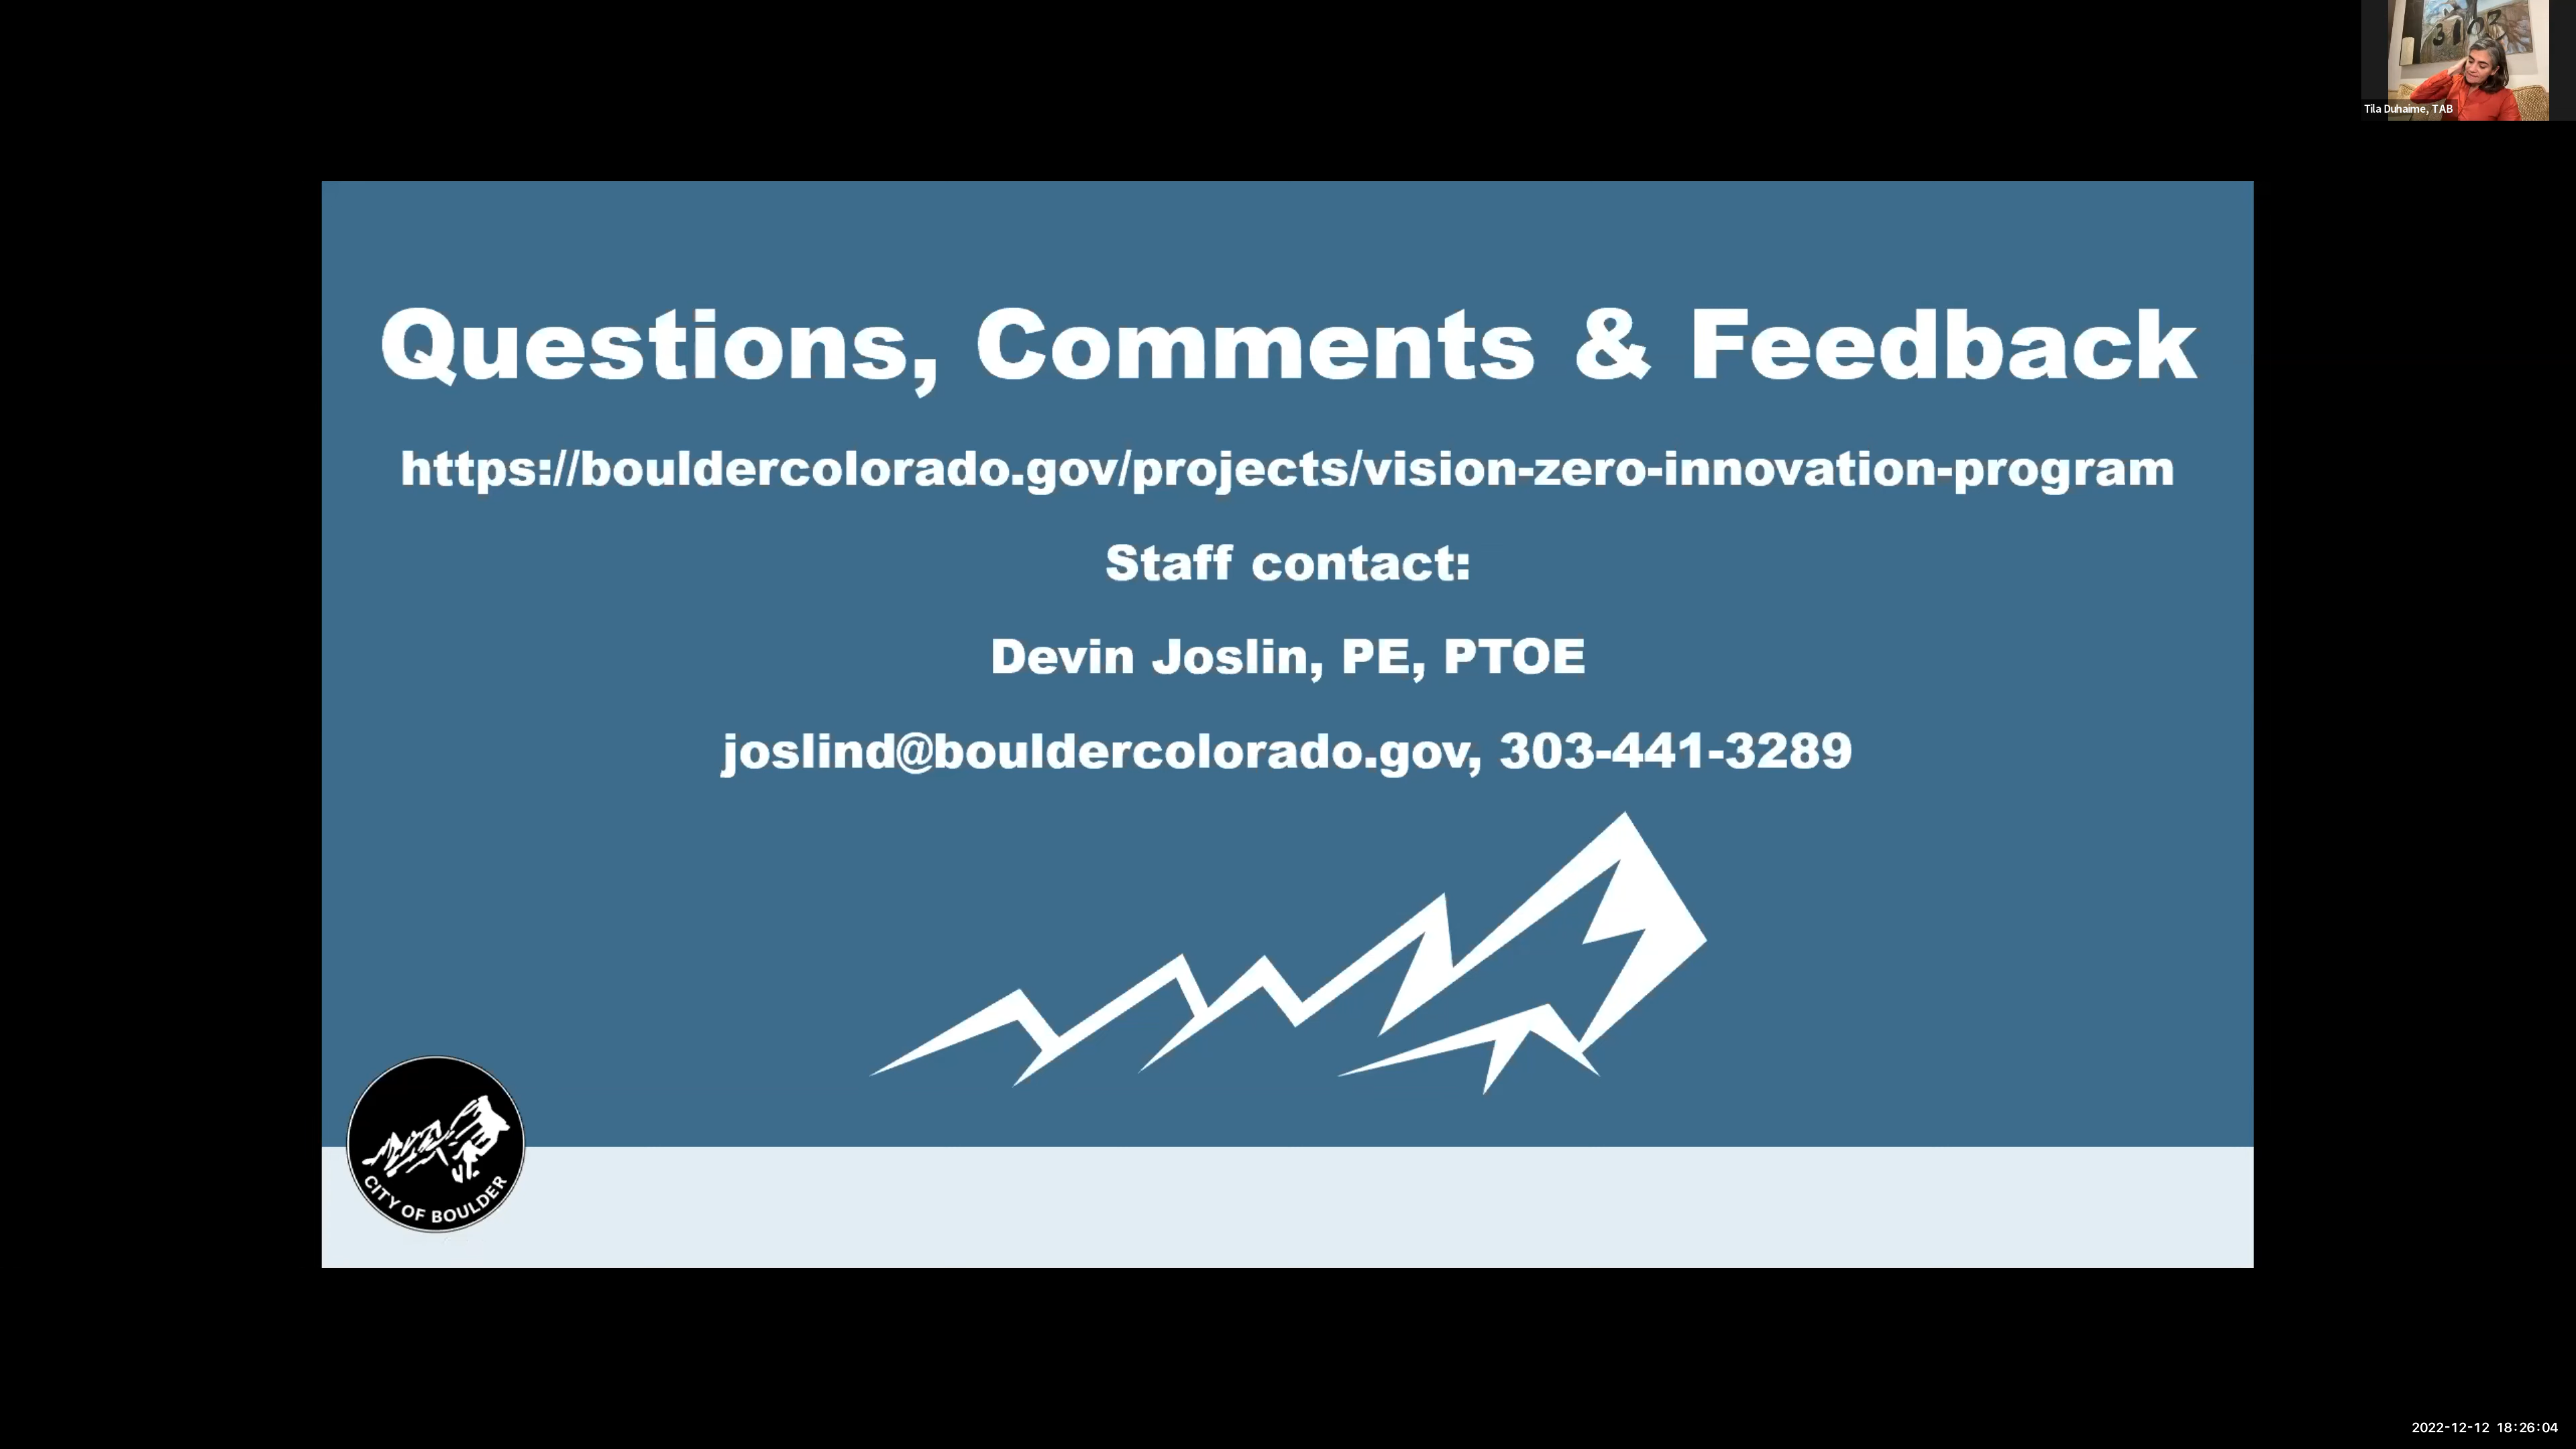 3103
Tila Duhaime, TAB
Questions, Comments & Feedback
https://bouldercolorado.gov/projects/vision-zero-innovation-program
Staff contact:
Devin Joslin, PE, PTOE
joslind@bouldercolorado.gov, 303-441-3289
CITY OF BOULDER
2022-12-12 18:26:04